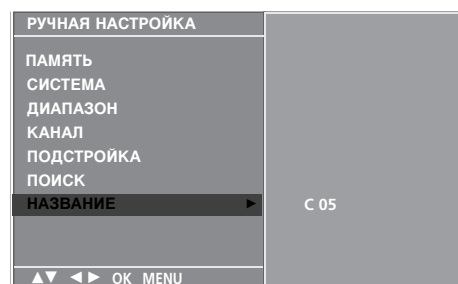 РУЧНАЯ НАСТРОЙКА
ПАМЯТЬ
СИСТЕМА
ДИАПАЗОН
КАНАЛ
ПОДСТРОЙКА
ПОИСК
НАЗВАНИЕ ► C 05
▲▼ ◄► OK MENU